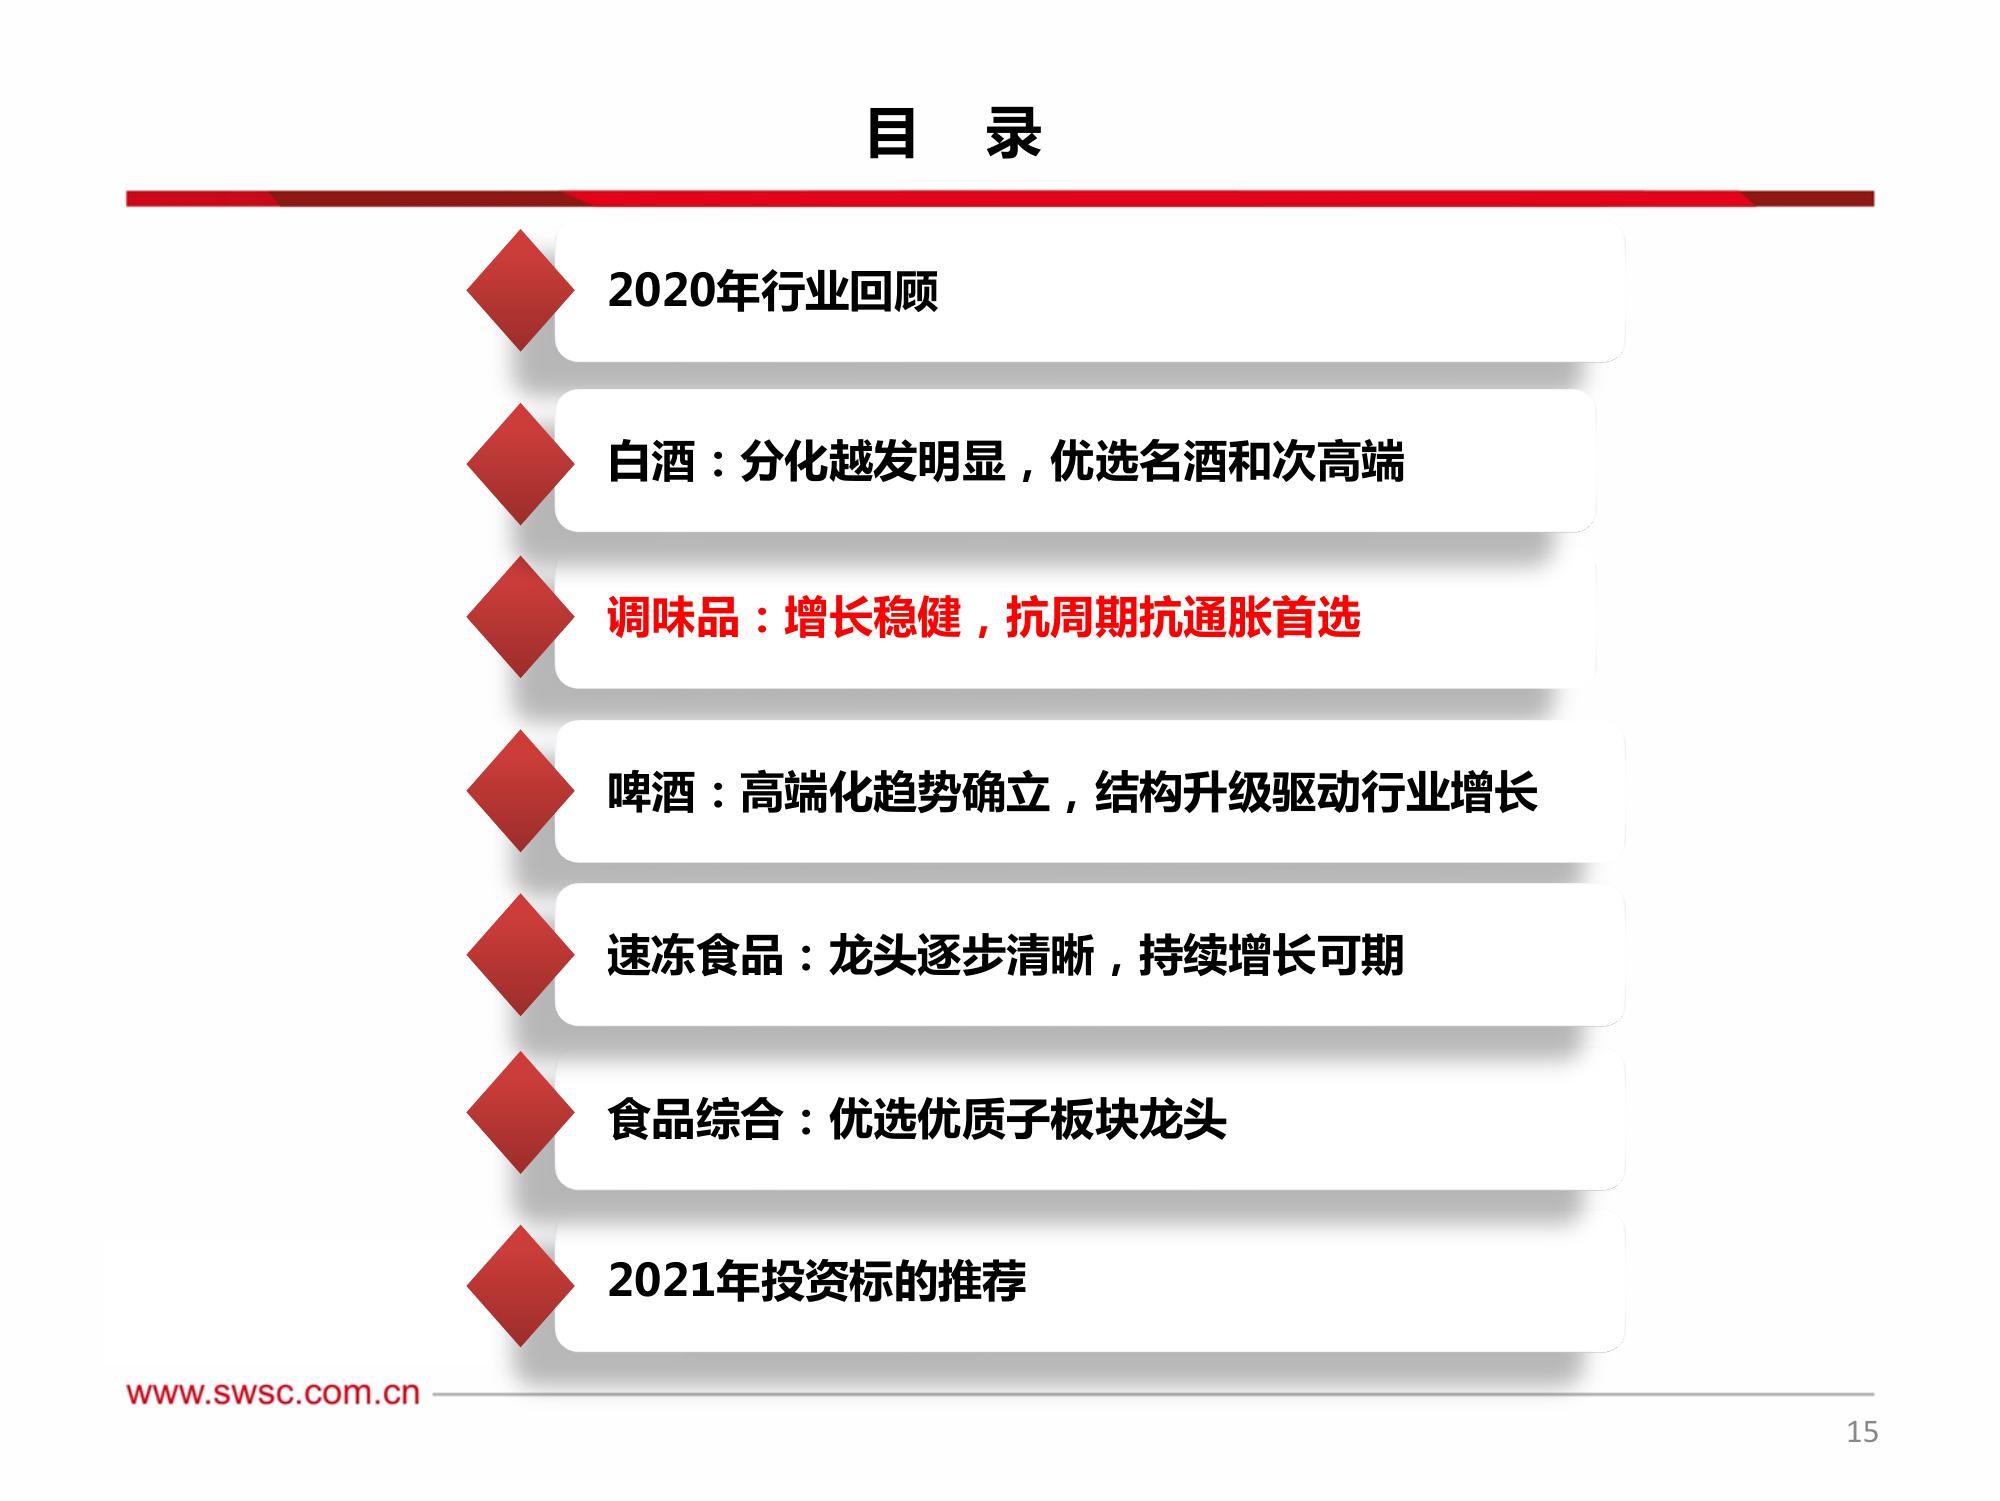 目 录
2020年行业回顾
白酒：分化越发明显，优选名酒和次高端
调味品：增长稳健，抗周期抗通胀首选
啤酒：高端化趋势确立，结构升级驱动行业增长
速冻食品：龙头逐步清晰，持续增长可期
食品综合：优选优质子板块龙头
2021年投资标的推荐
www.swsc.com.cn
15